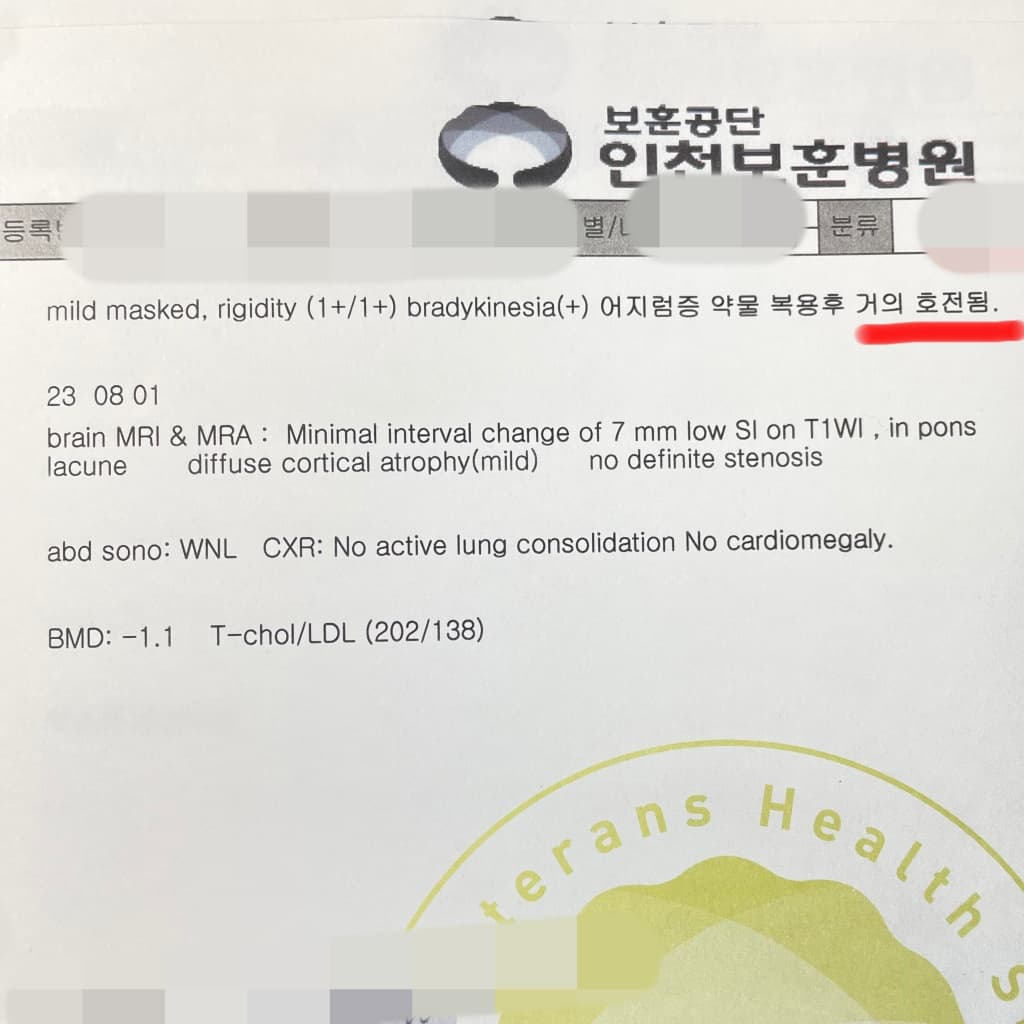 보훈공단
인천보훈병원
분류
mild masked, rigidity (1+/1+) bradykinesia(+) 어지럼증 약물 복용후 거의 호전됨.
23 08 01
brain MRI & MRA : Minimal interval change of 7 mm low SI on T1WI , in pons
lacune diffuse cortical atrophy(mild) no definite stenosis
abd sono: WNL CXR: No active lung consolidation No cardiomegaly.
BMD: -1.1 T-chol/LDL (202/138)
Health